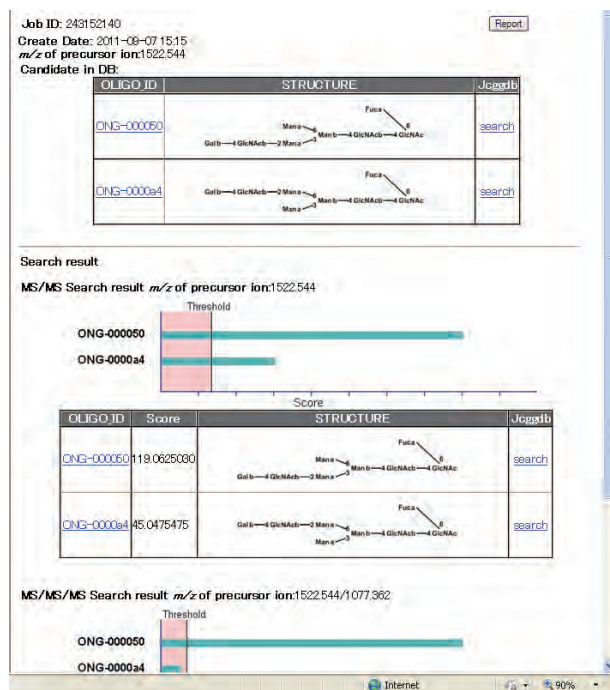 Job ID: 243152140
Report
Create Date: 2011-09-07 15:15
m/z of precursor ion:1522.544
Candidate in DB:
OLIGO_ID STRUCTURE Jcggdb
ONG-000050 search
Fuca
Mana 6 6
Manb 4 GlcNAcb 4 GlcNAc
Galb 4 GlcNAcb 2 Mana 3
ONG-0000a4 search
Fuca
Galb 4 GlcNAcb 2 Mana 6 6
Manb 4 GlcNAcb 4 GlcNAc
Mana 3
Search result
MS/MS Search result m/z of precursor ion:1522.544
Threshold
ONG-000050
ONG-0000a4
Score
OLIGO_ID Score STRUCTURE Jcggdb
ONG-000050 119.0625030 search
Fuca
Mana 6 6
Manb 4 GlcNAcb 4 GlcNAc
Galb 4 GlcNAcb 2 Mana 3
ONG-0000a4 45.0475475 search
Fuca
Galb 4 GlcNAcb 2 Mana 6 6
Manb 4 GlcNAcb 4 GlcNAc
Mana 3
MS/MS/MS Search result m/z of precursor ion:1522.544/1077.362
Threshold
ONG-000050
ONG-0000a4
Internet 90%